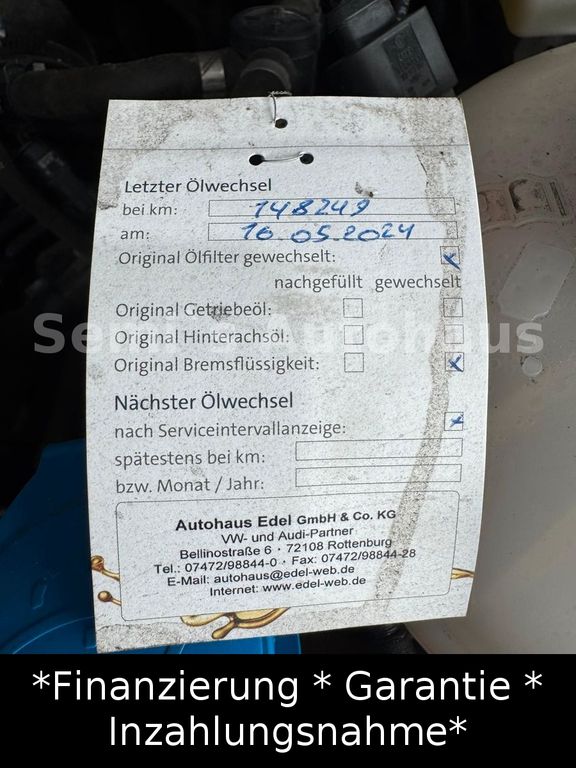 Letzter Ölwechsel
bei km: 148249
am: 16.05.2024
Original Ölfilter gewechselt: x
nachgefüllt gewechselt
Original Getriebeöl:
Original Hinterachsöl:
Original Bremsflüssigkeit: x
Nächster Ölwechsel
nach Serviceintervallanzeige: x
spätestens bei km:
bzw. Monat / Jahr:
Autohaus Edel GmbH & Co. KG
VW- und Audi-Partner
Bellinostraße 6 · 72108 Rottenburg
Tel.: 07472/98844-0 · Fax: 07472/98844-28
E-Mail: autohaus@edel-web.de
Internet: www.edel-web.de
*Finanzierung * Garantie *
Inzahlungsnahme*